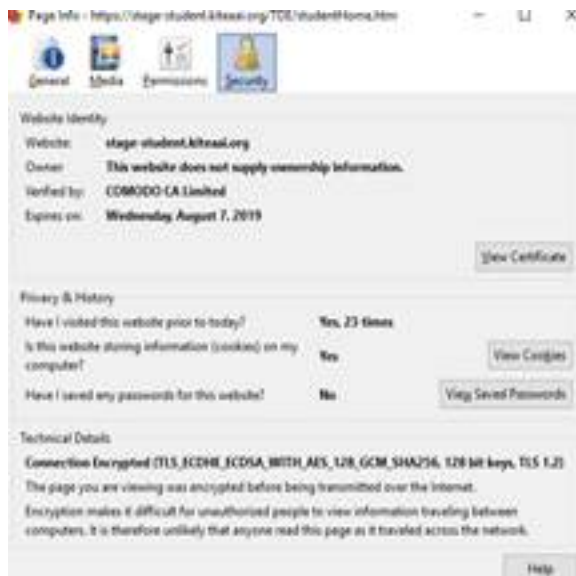 Page Info - https://stage-student.kiteaai.org/TDE/studentHome.htm
General Media Permissions Security
Website Identity
Website: stage-student.kiteaai.org
Owner: This website does not supply ownership information.
Verified by: COMODO CA Limited
Expires on: Wednesday, August 7, 2019
View Certificate
Privacy & History
Have I visited this website prior to today? Yes, 23 times
Is this website storing information (cookies) on my
computer? Yes View Cookies
Have I saved any passwords for this website? No View Saved Passwords
Technical Details
Connection Encrypted (TLS_ECDHE_ECDSA_WITH_AES_128_GCM_SHA256, 128 bit keys, TLS 1.2)
The page you are viewing was encrypted before being transmitted over the Internet.
Encryption makes it difficult for unauthorized people to view information traveling between
computers. It is therefore unlikely that anyone read this page as it traveled across the network.
Help